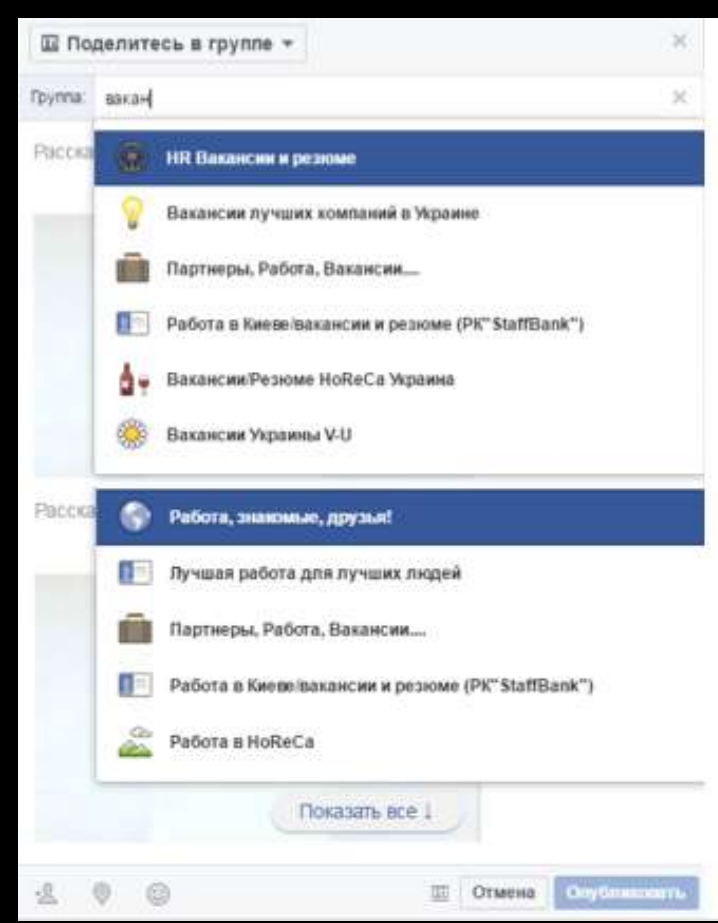 Поделитесь в группе
Группа: вакан
Расска
HR Вакансии и резюме
Вакансии лучших компаний в Украине
Партнеры, Работа, Вакансии....
Работа в Киеве/вакансии и резюме (РК"StaffBank")
Вакансии/Резюме HoReCa Украина
Вакансии Украины V-U
Расска
Работа, знакомые, друзья!
Лучшая работа для лучших людей
Партнеры, Работа, Вакансии....
Работа в Киеве/вакансии и резюме (РК"StaffBank")
Работа в HoReCa
Показать все ↓
Отмена Опубликовать